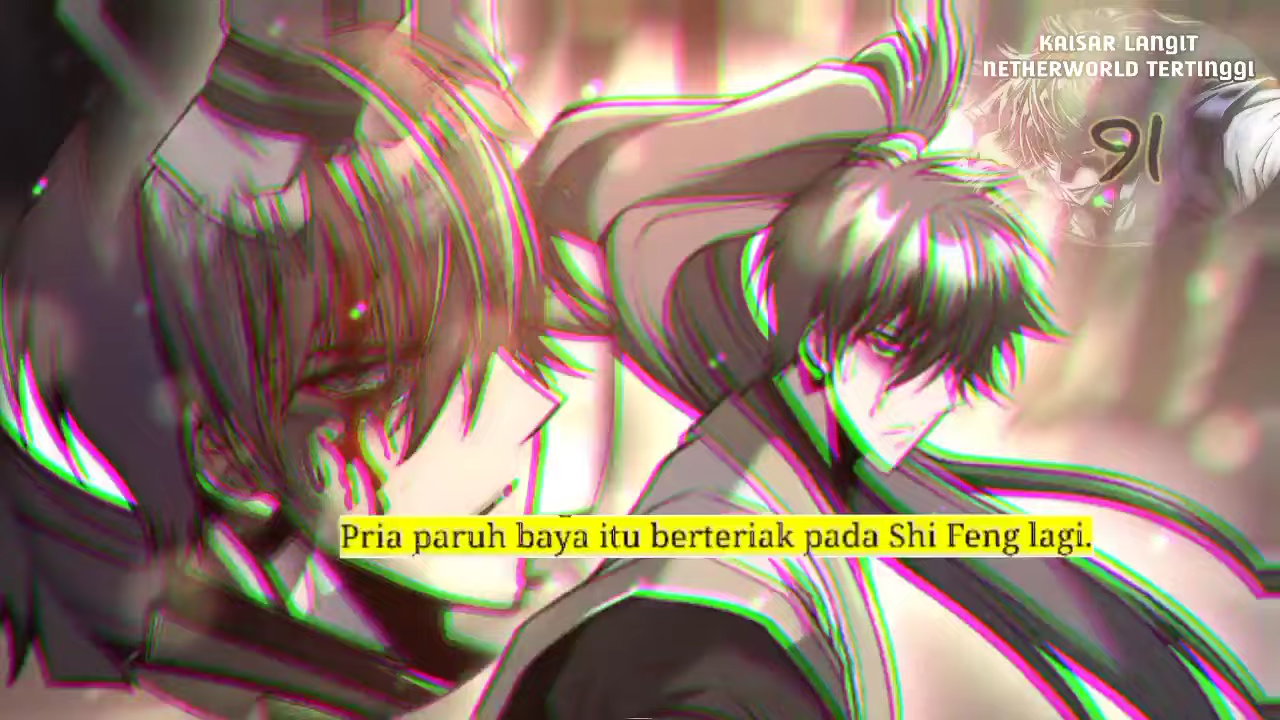 KAISAR LANGIT
NETHERWORLD TERTINGGI
91
Pria paruh baya itu berteriak pada Shi Feng lagi.